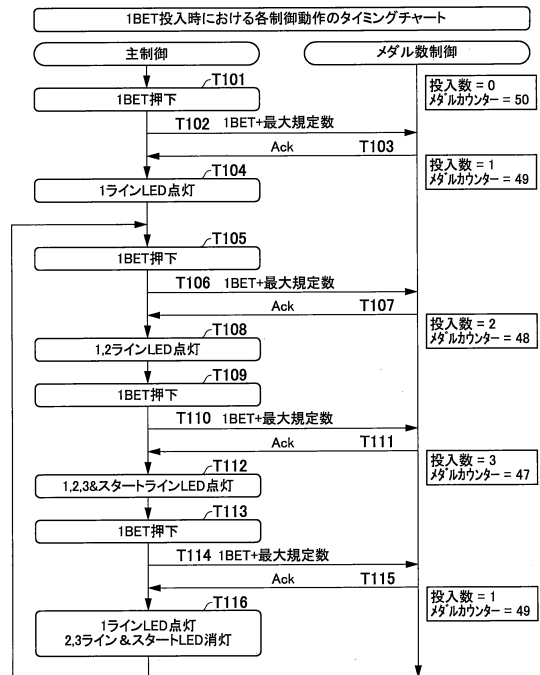 1BET投入時における各制御動作のタイミングチャート
主制御
メダル数制御
T101
1BET押下
投入数 = 0
メダルカウンター = 50
T102 1BET+最大規定数
Ack T103
T104
1ラインLED点灯
投入数 = 1
メダルカウンター = 49
T105
1BET押下
T106 1BET+最大規定数
Ack T107
T108
1,2ラインLED点灯
投入数 = 2
メダルカウンター = 48
T109
1BET押下
T110 1BET+最大規定数
Ack T111
T112
1,2,3&スタートラインLED点灯
投入数 = 3
メダルカウンター = 47
T113
1BET押下
T114 1BET+最大規定数
Ack T115
T116
1ラインLED点灯
2,3ライン&スタートLED消灯
投入数 = 1
メダルカウンター = 49